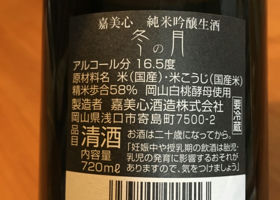 嘉美心 純米吟醸生酒
冬の月
アルコール分 16.5度
原材料名 米(国産)・米こうじ(国産米)
精米歩合58% 岡山白桃酵母使用
製造者 嘉美心酒造株式会社
岡山県浅口市寄島町7500-2
要冷蔵
品目 清酒
内容量 720ml
お酒は二十歳になってから。
「妊娠中や授乳期の飲酒は胎児・
乳児の発育に影響するおそれが
ありますので、気をつけましょう」